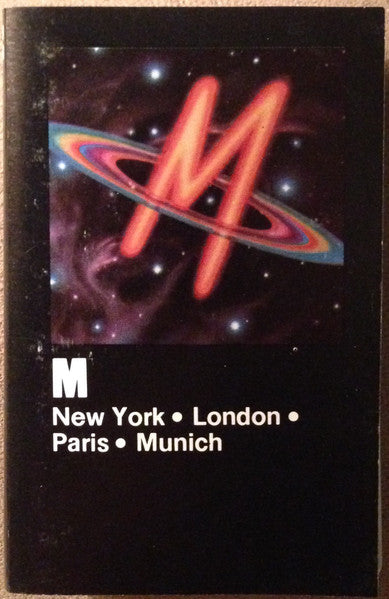 M
M
New York • London •
Paris • Munich